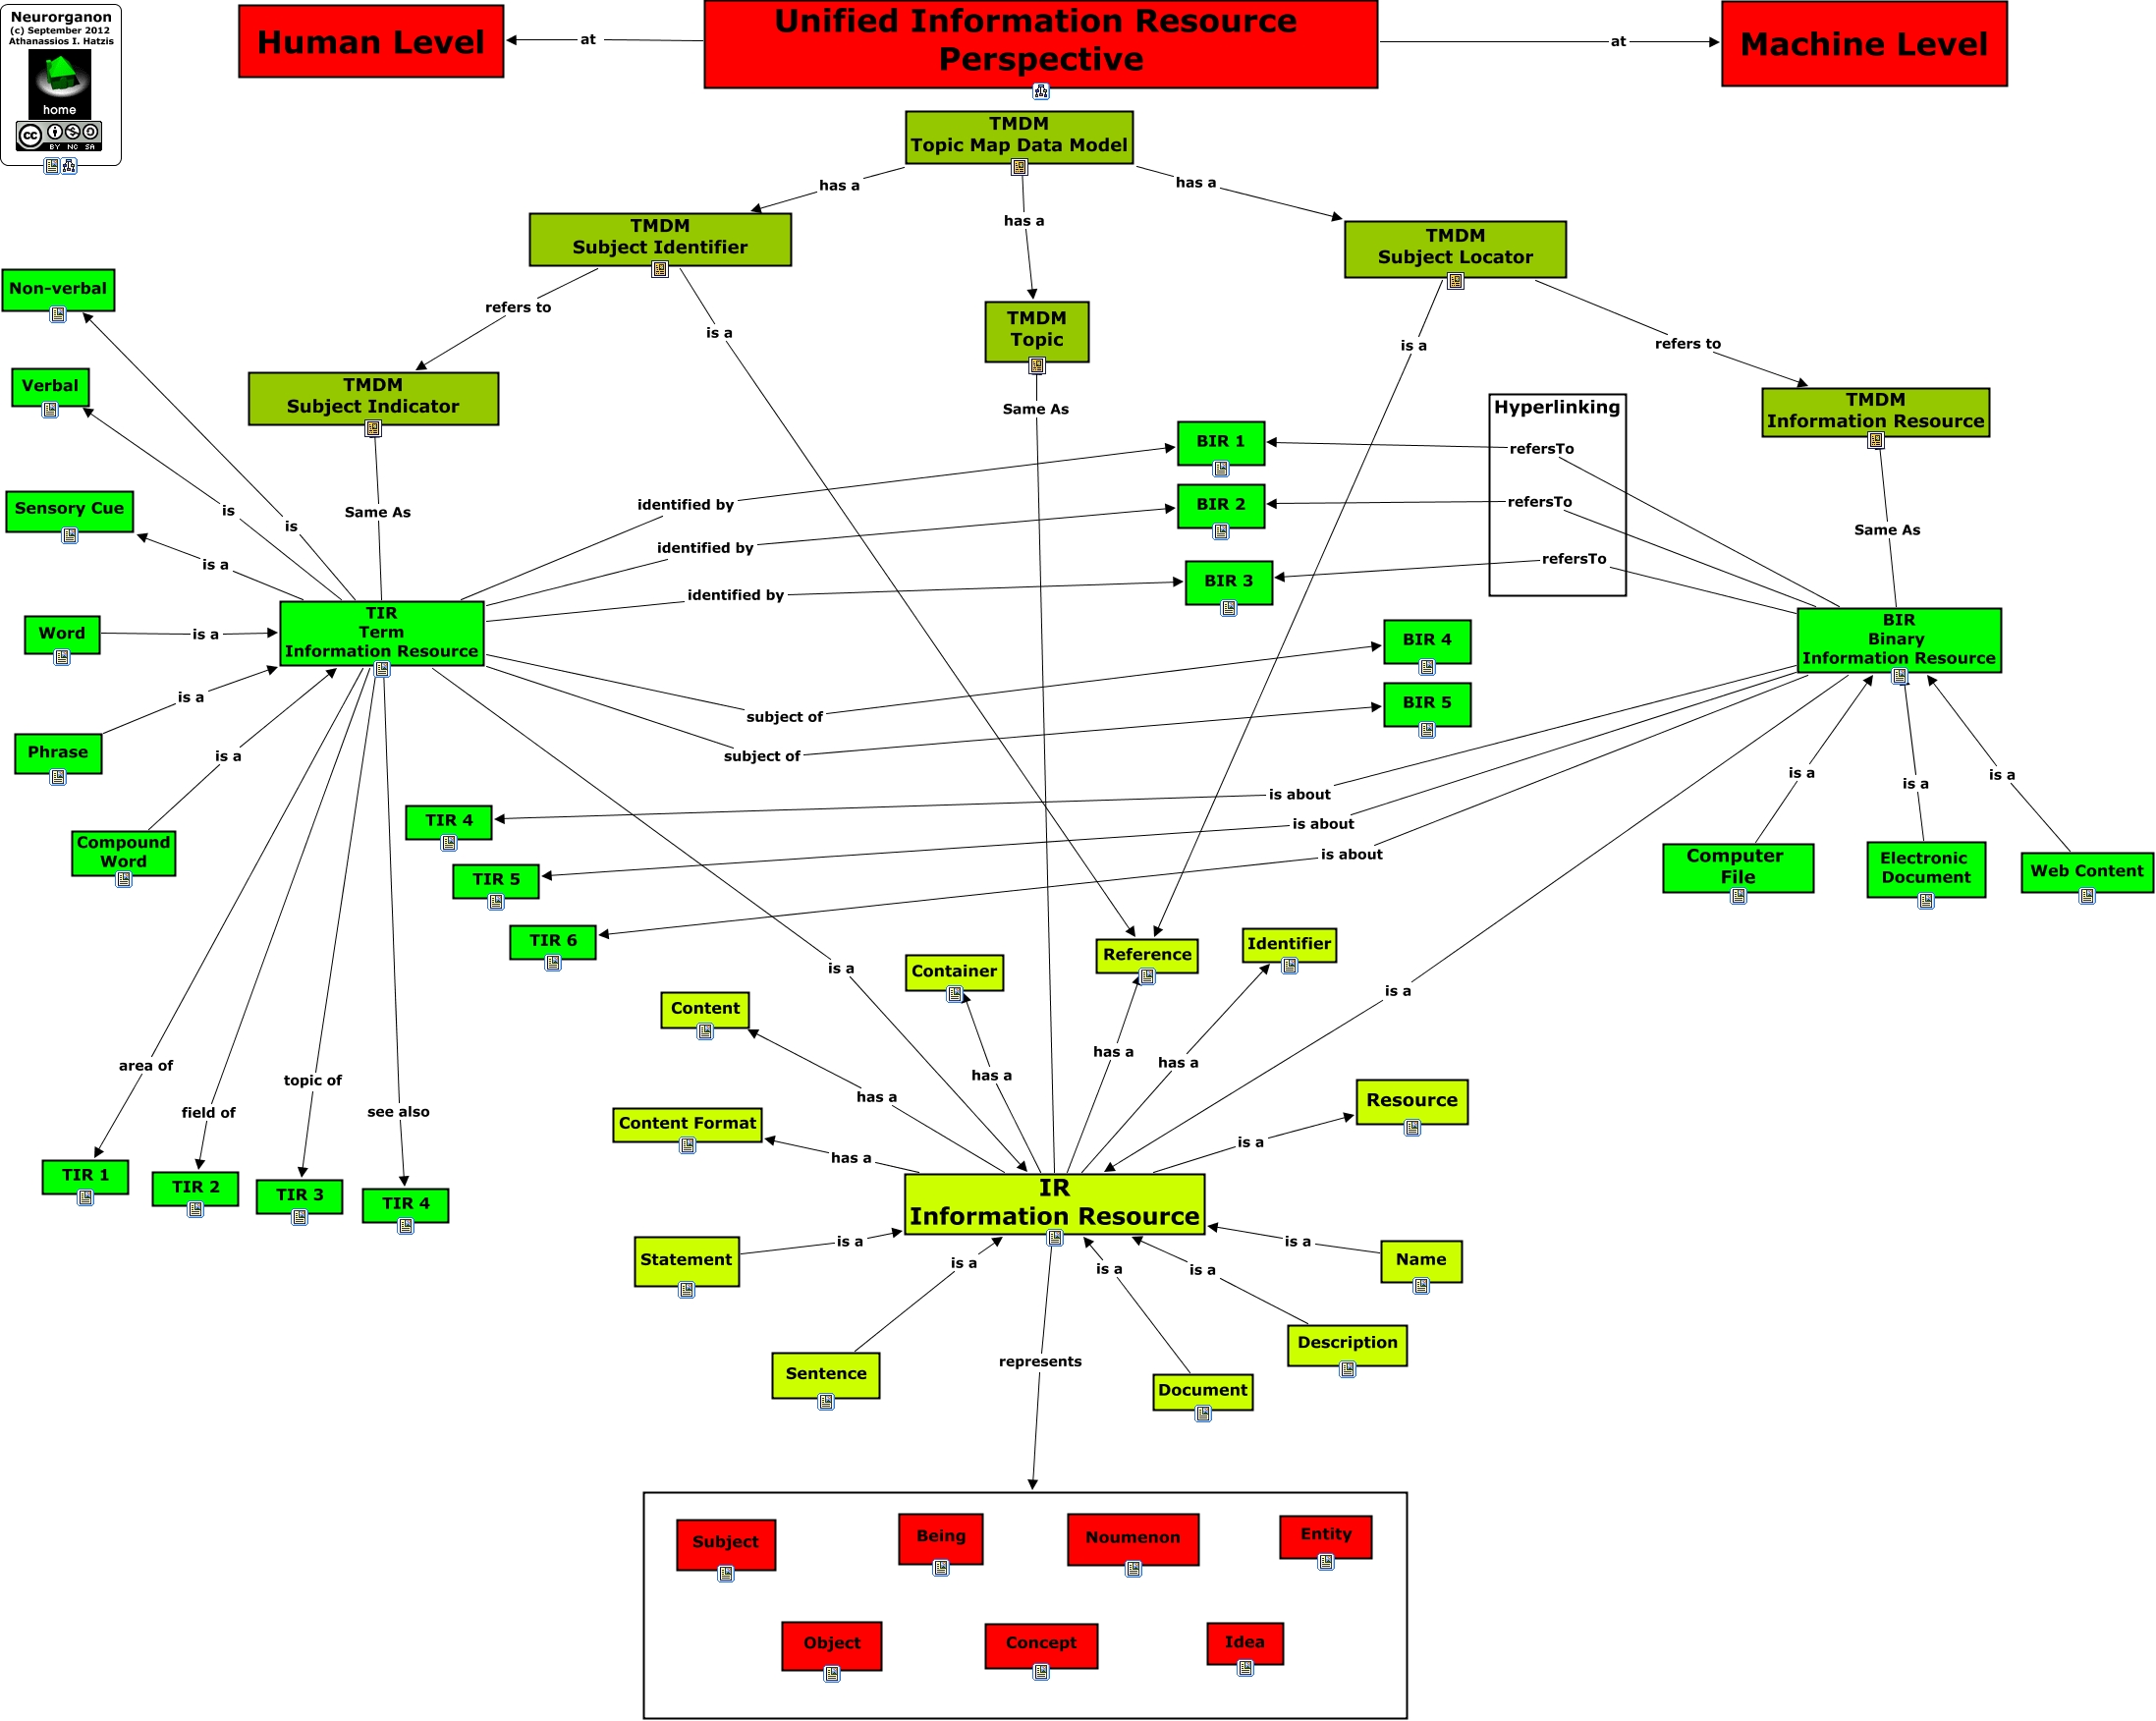 Neurorganon
(c) September 2012
Athanassios I. Hatzis
home
cc
BY NC SA
Human Level
at
Unified Information Resource
Perspective
at
Machine Level
TMDM
Topic Map Data Model
has a
has a
has a
TMDM
Subject Identifier
TMDM
Subject Locator
Non-verbal
refers to
is a
TMDM
Topic
is a
refers to
Verbal
TMDM
Subject Indicator
Same As
Hyperlinking
TMDM
Information Resource
BIR 1
refersTo
Sensory Cue
is
is
Same As
identified by
BIR 2
refersTo
Same As
identified by
is a
identified by
BIR 3
refersTo
Word
is a
TIR
Term
Information Resource
BIR 4
BIR
Binary
Information Resource
is a
subject of
BIR 5
Phrase
is a
subject of
is a
is a
is a
TIR 4
is about
is about
is about
Compound
Word
TIR 5
Computer
File
Electronic
Document
Web Content
TIR 6
is a
Container
Reference
Identifier
is a
Content
area of
topic of
field of
see also
has a
has a
has a
has a
Resource
Content Format
has a
is a
TIR 1
TIR 2
TIR 3
TIR 4
IR
Information Resource
Statement
is a
is a
is a
is a
is a
Name
Sentence
represents
Document
Description
Subject
Being
Noumenon
Entity
Object
Concept
Idea